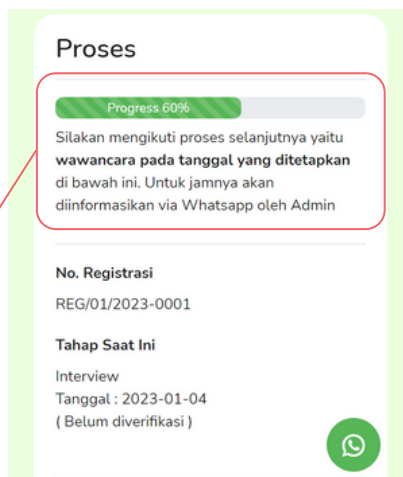 Proses
Progress 60%
Silakan mengikuti proses selanjutnya yaitu
wawancara pada tanggal yang ditetapkan
di bawah ini. Untuk jamnya akan
diinformasikan via Whatsapp oleh Admin
No. Registrasi
REG/01/2023-0001
Tahap Saat Ini
Interview
Tanggal : 2023-01-04
( Belum diverifikasi )